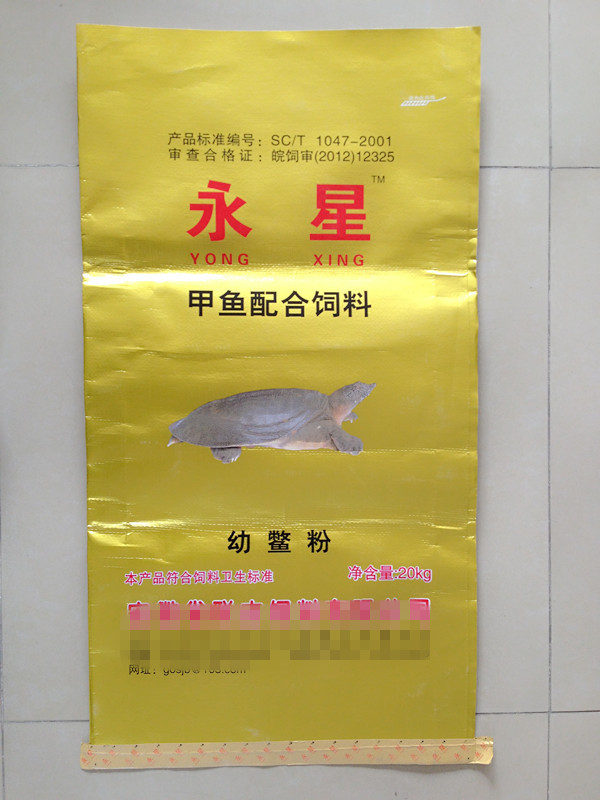 产品标准编号：SC/T 1047-2001
审查合格证：皖饲审(2012)12325
永星™
YONG XING
甲鱼配合饲料
幼鳖粉
本产品符合饲料卫生标准
净含量:20kg
网址：